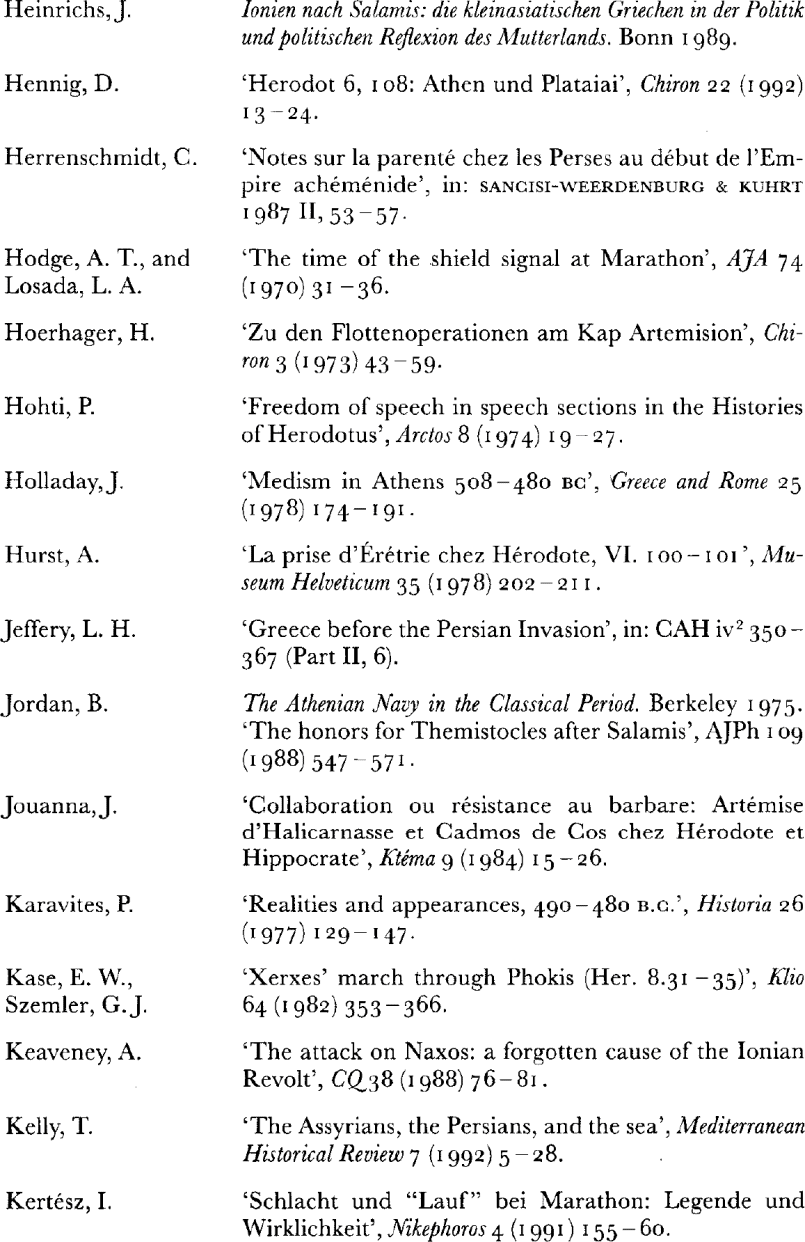 Heinrichs, J. Ionien nach Salamis: die kleinasiatischen Griechen in der Politik
und politischen Reflexion des Mutterlands. Bonn 1989.
Hennig, D. ‘Herodot 6, 108: Athen und Plataiai’, Chiron 22 (1992)
13–24.
Herrenschmidt, C. ‘Notes sur la parenté chez les Perses au début de l’Em-
pire achéménide’, in: SANCISI-WEERDENBURG & KUHRT
1987 II, 53–57.
Hodge, A. T., and ‘The time of the shield signal at Marathon’, AJA 74
Losada, L. A. (1970) 31–36.
Hoerhager, H. ‘Zu den Flottenoperationen am Kap Artemision’, Chi-
ron 3 (1973) 43–59.
Hohti, P. ‘Freedom of speech in speech sections in the Histories
of Herodotus’, Arctos 8 (1974) 19–27.
Holladay, J. ‘Medism in Athens 508–480 BC’, Greece and Rome 25
(1978) 174–191.
Hurst, A. ‘La prise d’Érétrie chez Hérodote, VI. 100–101’, Mu-
seum Helveticum 35 (1978) 202–211.
Jeffery, L. H. ‘Greece before the Persian Invasion’, in: CAH iv² 350–
367 (Part II, 6).
Jordan, B. The Athenian Navy in the Classical Period. Berkeley 1975.
‘The honors for Themistocles after Salamis’, AJPh 109
(1988) 547–571.
Jouanna, J. ‘Collaboration ou résistance au barbare: Artémise
d’Halicarnasse et Cadmos de Cos chez Hérodote et
Hippocrate’, Ktéma 9 (1984) 15–26.
Karavites, P. ‘Realities and appearances, 490–480 B.C.’, Historia 26
(1977) 129–147.
Kase, E. W., ‘Xerxes’ march through Phokis (Her. 8.31–35)’, Klio
Szemler, G. J. 64 (1982) 353–366.
Keaveney, A. ‘The attack on Naxos: a forgotten cause of the Ionian
Revolt’, CQ 38 (1988) 76–81.
Kelly, T. ‘The Assyrians, the Persians, and the sea’, Mediterranean
Historical Review 7 (1992) 5–28.
Kertész, I. ‘Schlacht und “Lauf” bei Marathon: Legende und
Wirklichkeit’, Nikephoros 4 (1991) 155–60.